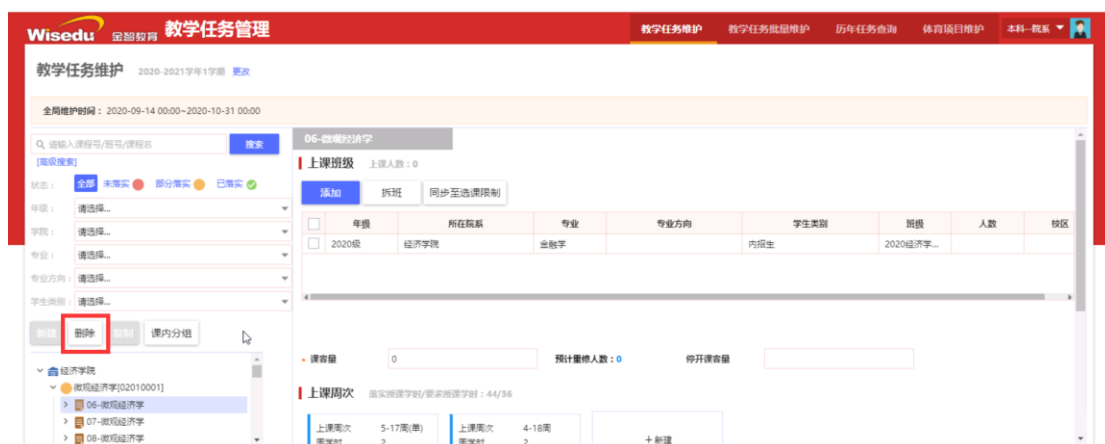 Wisedu 金智教育 教学任务管理 教学任务维护 教学任务批量维护 历年任务查询 体育项目维护 本科--院系
教学任务维护 2020-2021学年1学期 更改
全局维护时间： 2020-09-14 00:00~2020-10-31 00:00
请输入课程号/班号/课程名 搜索
[高级搜索]
状态： 全部 未落实 部分落实 已落实
年级： 请选择...
学院： 请选择...
专业： 请选择...
专业方向： 请选择...
学生类别： 请选择...
新建 删除 复制 课内分组
经济学院
微观经济学[02010001]
06-微观经济学
07-微观经济学
08-微观经济学
06-微观经济学
上课班级 上课人数：0
添加 拆班 同步至选课限制
年级 所在院系 专业 专业方向 学生类别 班级 人数 校区
2020级 经济学院 金融学 内招生 2020经济学...
课容量 0 预计重修人数：0 停开课容量
上课周次 落实授课学时/要求授课学时：44/36
上课周次 5-17周(单) 上课周次 4-18周
周学时 2 周学时 2 +新建